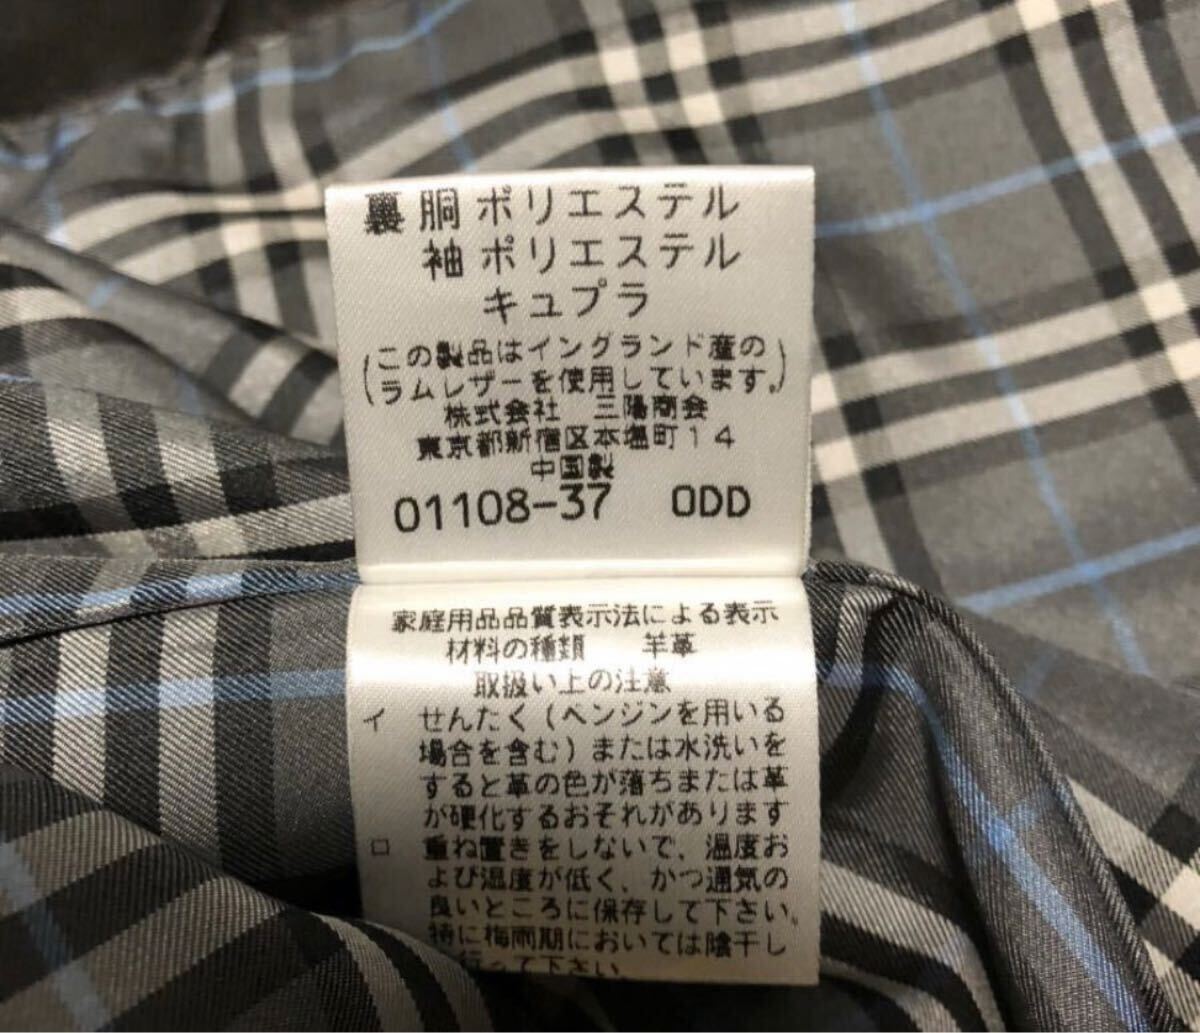 裏 胴 ポリエステル
袖 ポリエステル
キュプラ
(この製品はイングランド産の
ラムレザーを使用しています。)
株式会社 三陽商会
東京都新宿区本塩町14
中国製
01108-37 0DD
家庭用品品質表示法による表示
材料の種類 羊革
取扱い上の注意
イ せんたく(ベンジンを用いる
場合を含む)または水洗いを
すると革の色が落ちまたは革
が硬化するおそれがあります
ロ 重ね置きをしないで、温度お
よび湿度が低く、かつ通気の
良いところに保存して下さい。
特に梅雨期においては陰干し
行って下さい。